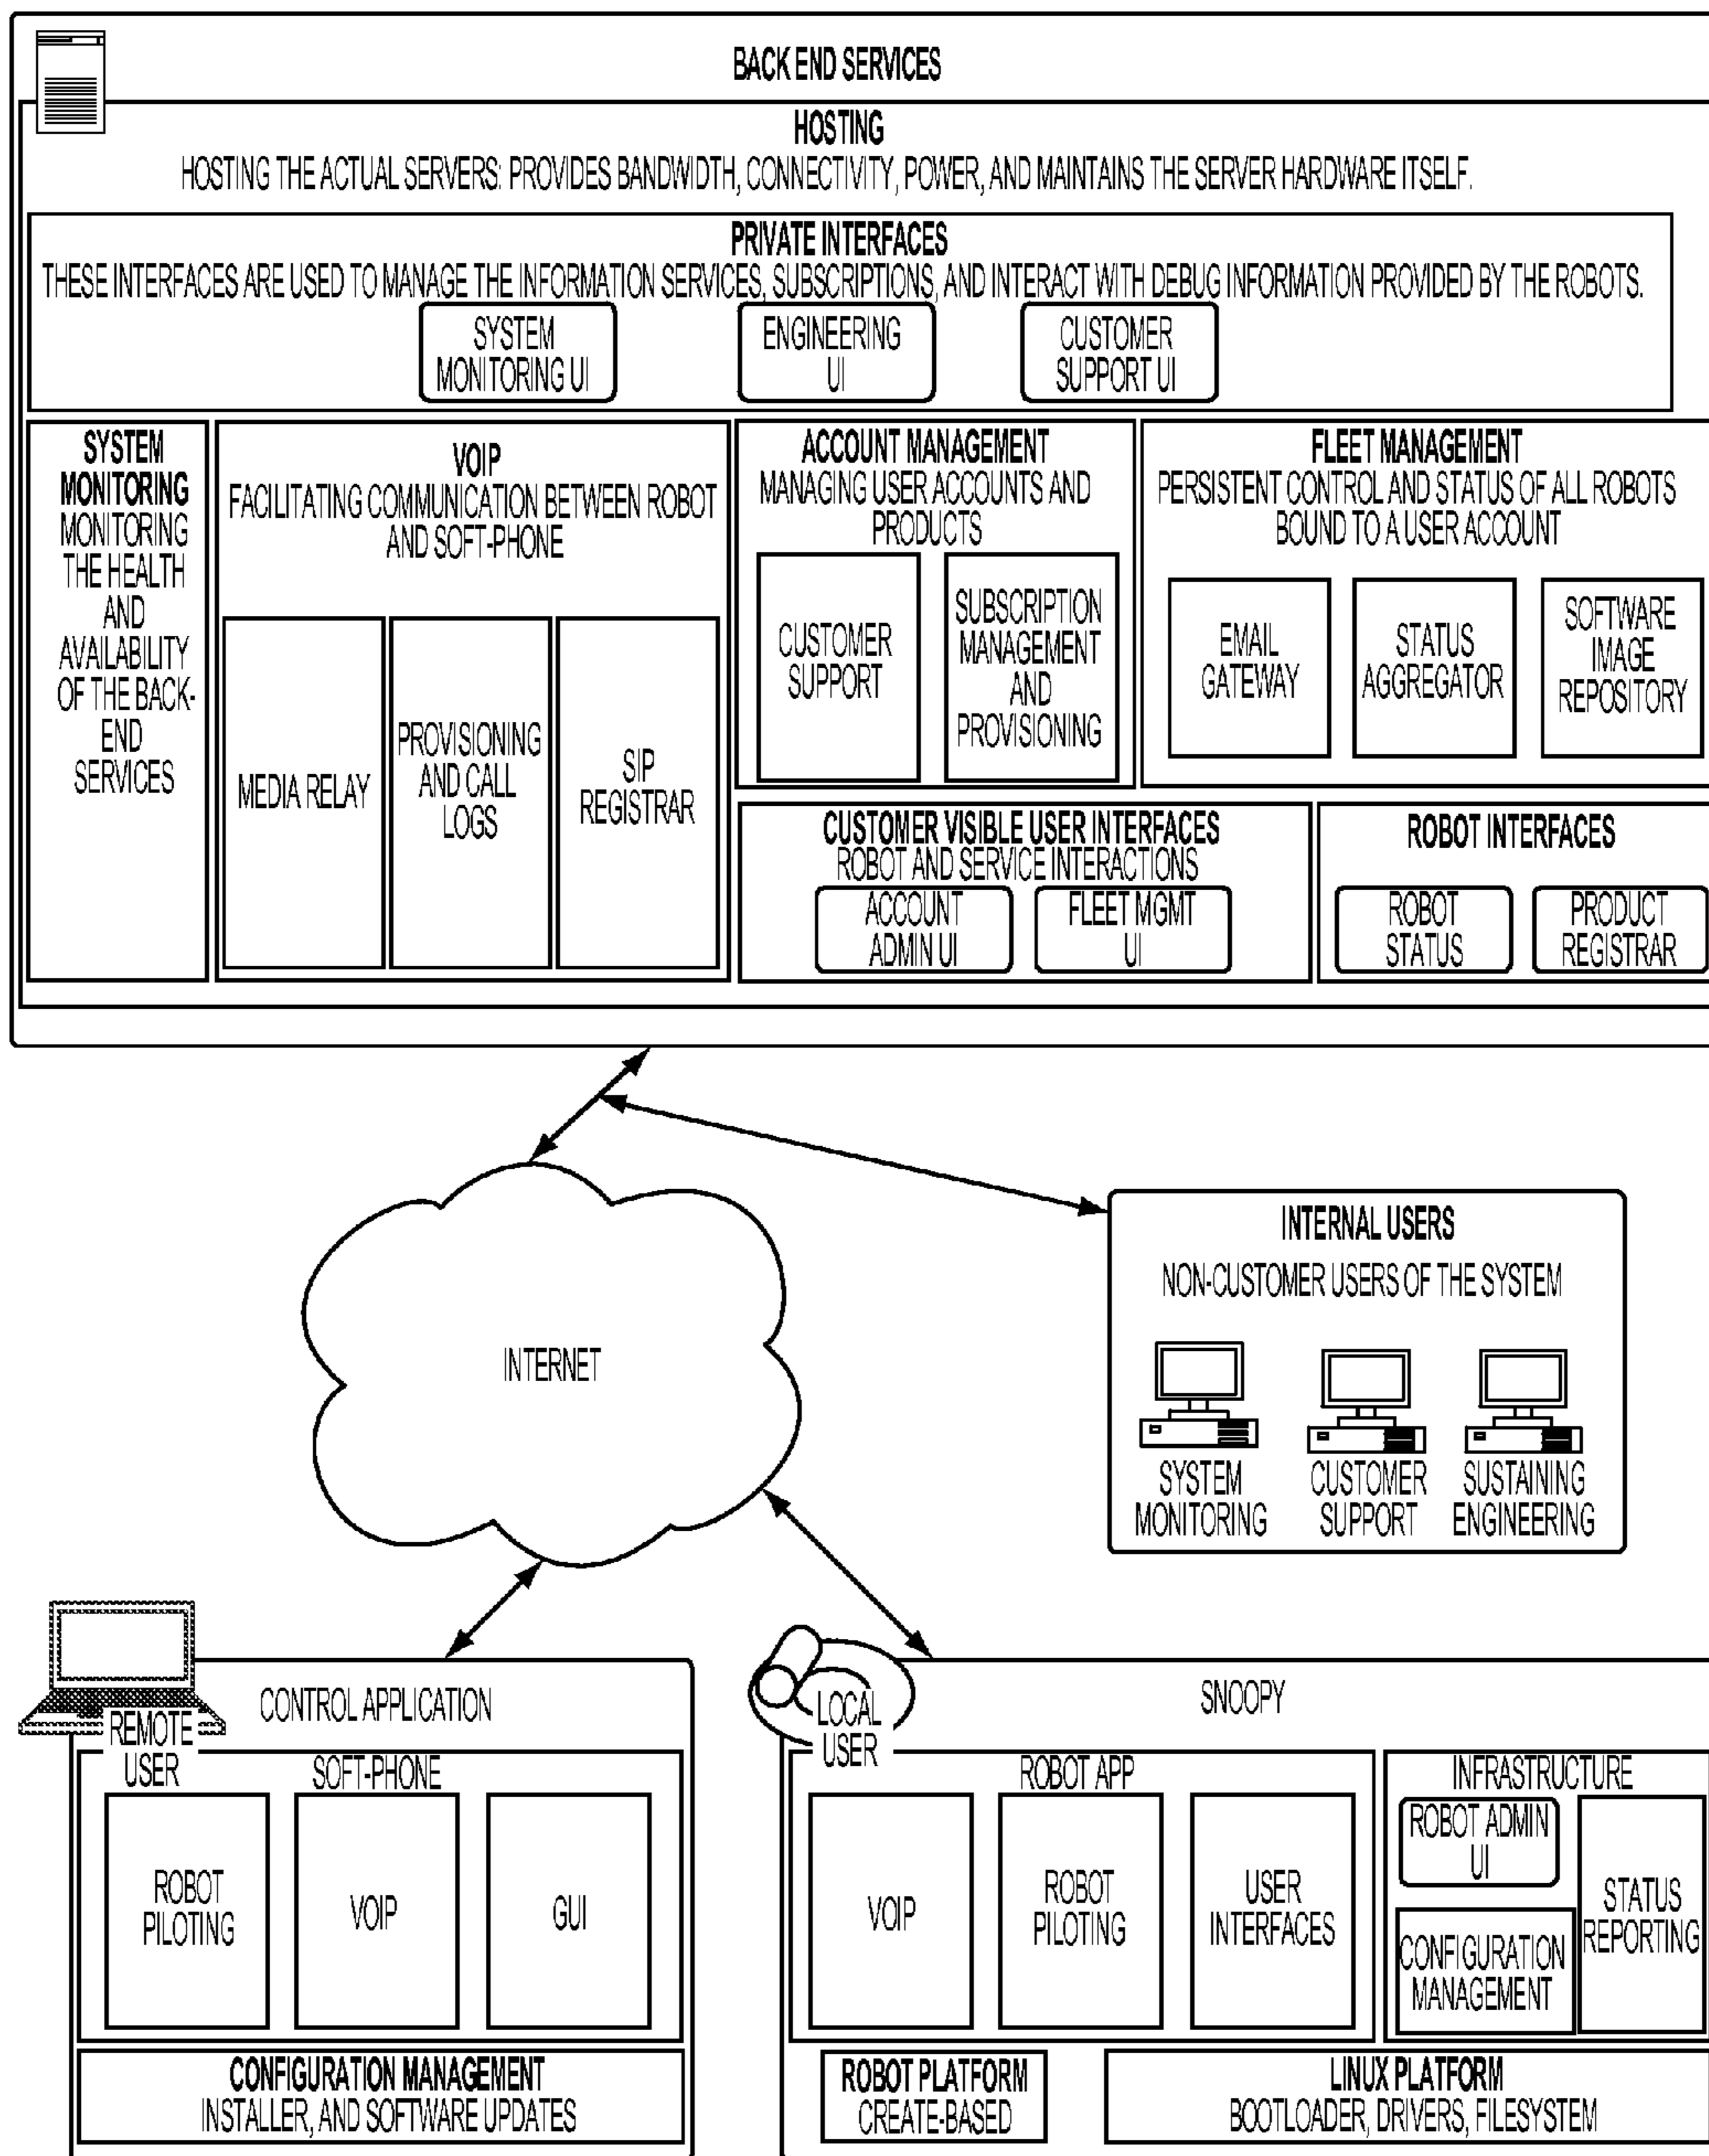 BACK END SERVICES
HOSTING
HOSTING THE ACTUAL SERVERS: PROVIDES BANDWIDTH, CONNECTIVITY, POWER, AND MAINTAINS THE SERVER HARDWARE ITSELF.
PRIVATE INTERFACES
THESE INTERFACES ARE USED TO MANAGE THE INFORMATION SERVICES, SUBSCRIPTIONS, AND INTERACT WITH DEBUG INFORMATION PROVIDED BY THE ROBOTS.
SYSTEM
MONITORING UI
ENGINEERING
UI
CUSTOMER
SUPPORT UI
SYSTEM
MONITORING
MONITORING
THE HEALTH
AND
AVAILABILITY
OF THE BACK-
END
SERVICES
VOIP
FACILITATING COMMUNICATION BETWEEN ROBOT
AND SOFT-PHONE
MEDIA RELAY
PROVISIONING
AND CALL
LOGS
SIP
REGISTRAR
ACCOUNT MANAGEMENT
MANAGING USER ACCOUNTS AND
PRODUCTS
CUSTOMER
SUPPORT
SUBSCRIPTION
MANAGEMENT
AND
PROVISIONING
FLEET MANAGEMENT
PERSISTENT CONTROL AND STATUS OF ALL ROBOTS
BOUND TO A USER ACCOUNT
EMAIL
GATEWAY
STATUS
AGGREGATOR
SOFTWARE
IMAGE
REPOSITORY
CUSTOMER VISIBLE USER INTERFACES
ROBOT AND SERVICE INTERACTIONS
ACCOUNT
ADMIN UI
FLEET MGMT
UI
ROBOT INTERFACES
ROBOT
STATUS
PRODUCT
REGISTRAR
INTERNET
INTERNAL USERS
NON-CUSTOMER USERS OF THE SYSTEM
SYSTEM
MONITORING
CUSTOMER
SUPPORT
SUSTAINING
ENGINEERING
CONTROL APPLICATION
REMOTE
USER
SOFT-PHONE
ROBOT
PILOTING
VOIP
GUI
CONFIGURATION MANAGEMENT
INSTALLER, AND SOFTWARE UPDATES
SNOOPY
LOCAL
USER
ROBOT APP
VOIP
ROBOT
PILOTING
USER
INTERFACES
INFRASTRUCTURE
ROBOT ADMIN
UI
CONFIGURATION
MANAGEMENT
STATUS
REPORTING
ROBOT PLATFORM
CREATE-BASED
LINUX PLATFORM
BOOTLOADER, DRIVERS, FILESYSTEM